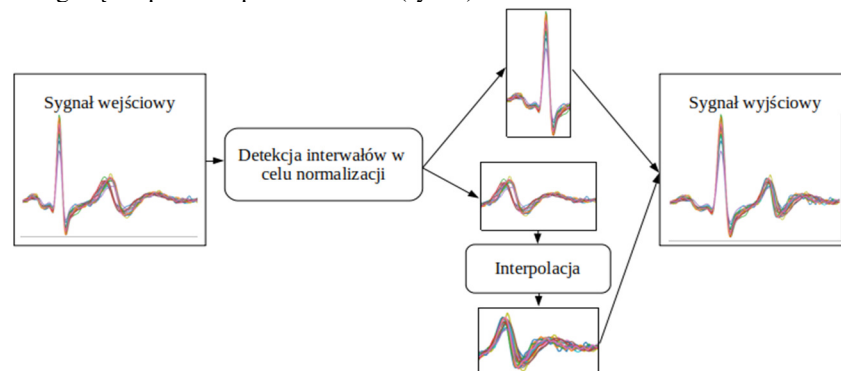 Sygnał wejściowy
Detekcja interwałów w
celu normalizacji
Interpolacja
Sygnał wyjściowy